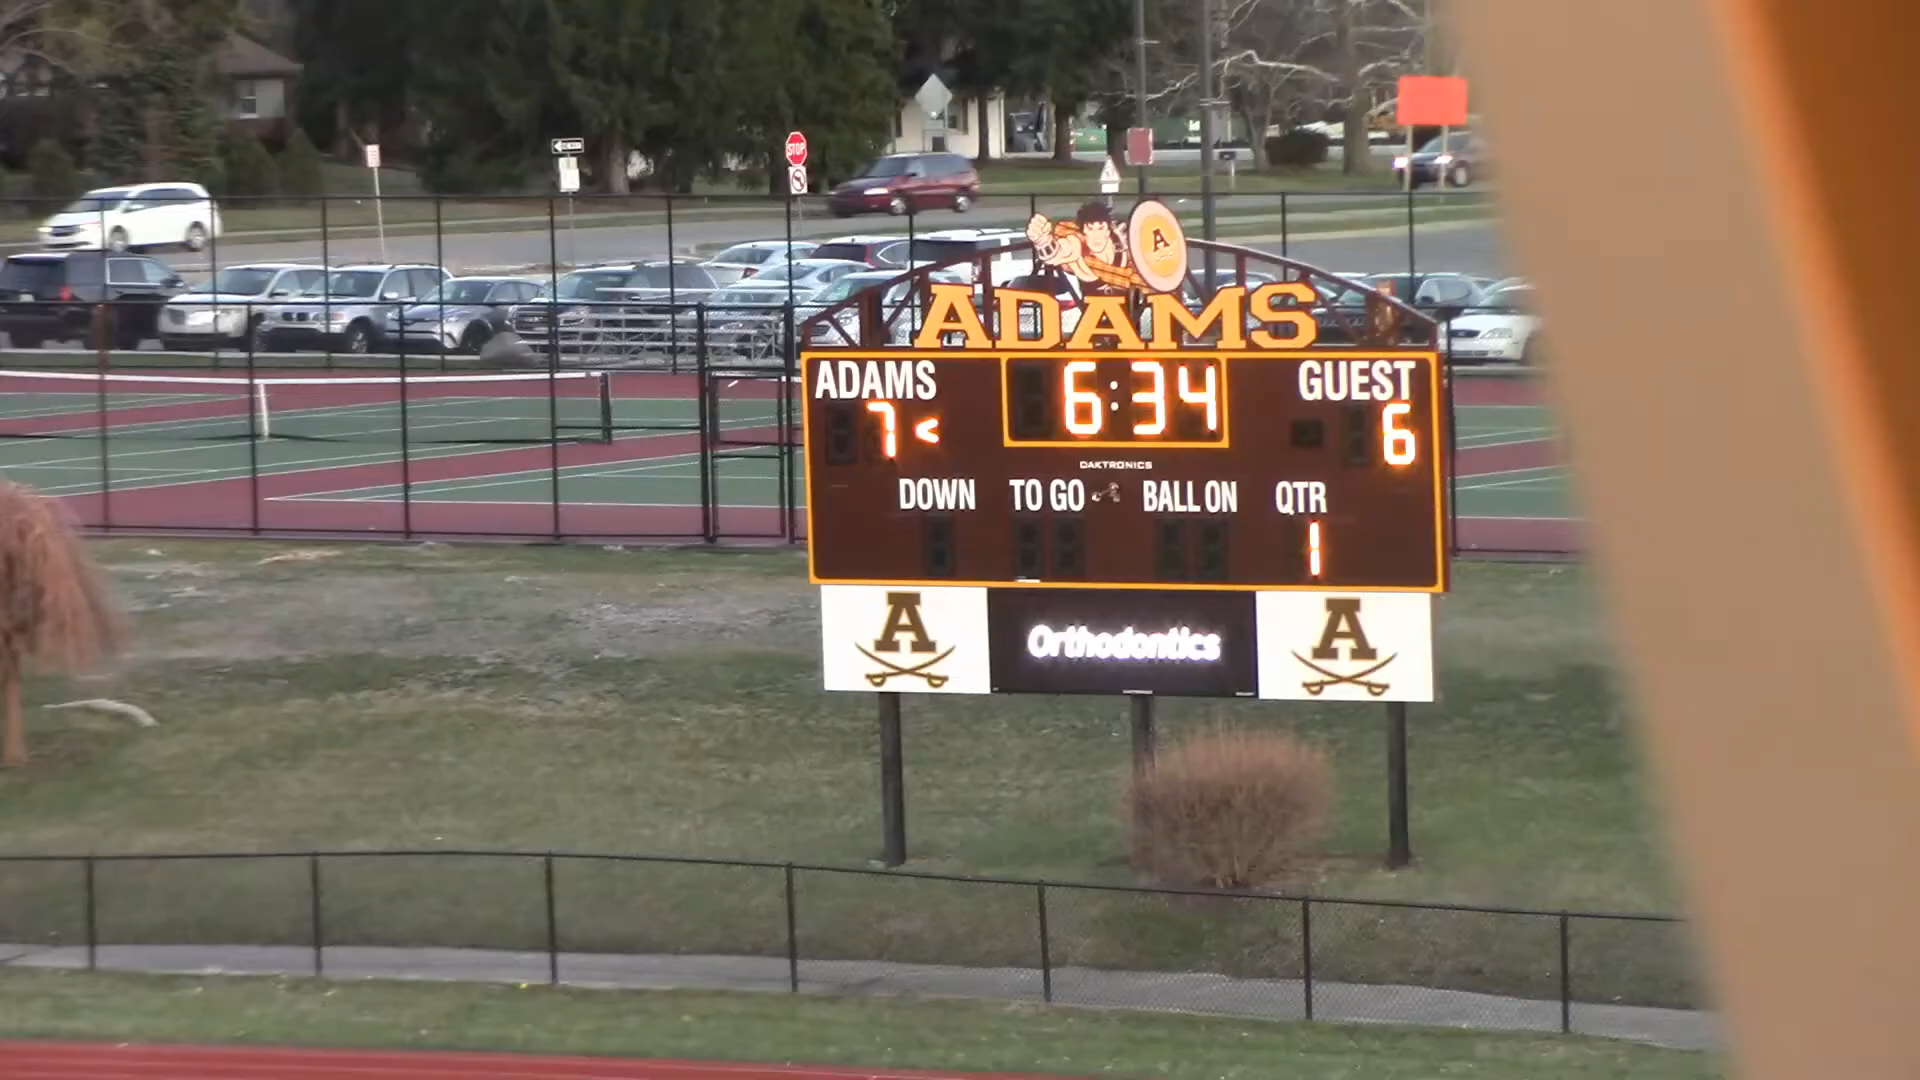 STOP
A
ADAMS
ADAMS 6:34 GUEST
7 < 6
DAKTRONICS
DOWN TO GO BALL ON QTR
1
A Orthodontics A